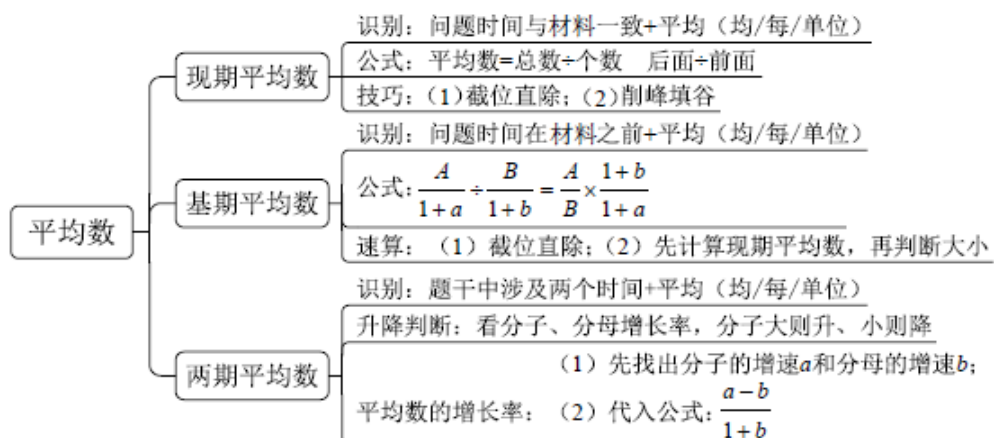 平均数
现期平均数
识别：问题时间与材料一致+平均（均/每/单位）
公式：平均数=总数÷个数 后面÷前面
技巧：（1）截位直除；（2）削峰填谷
基期平均数
识别：问题时间在材料之前+平均（均/每/单位）
公式：A/(1+a) ÷ B/(1+b) = A/B × (1+b)/(1+a)
速算：（1）截位直除；（2）先计算现期平均数，再判断大小
两期平均数
识别：题干中涉及两个时间+平均（均/每/单位）
升降判断：看分子、分母增长率，分子大则升、小则降
（1）先找出分子的增速a和分母的增速b；
平均数的增长率：（2）代入公式：(a−b)/(1+b)